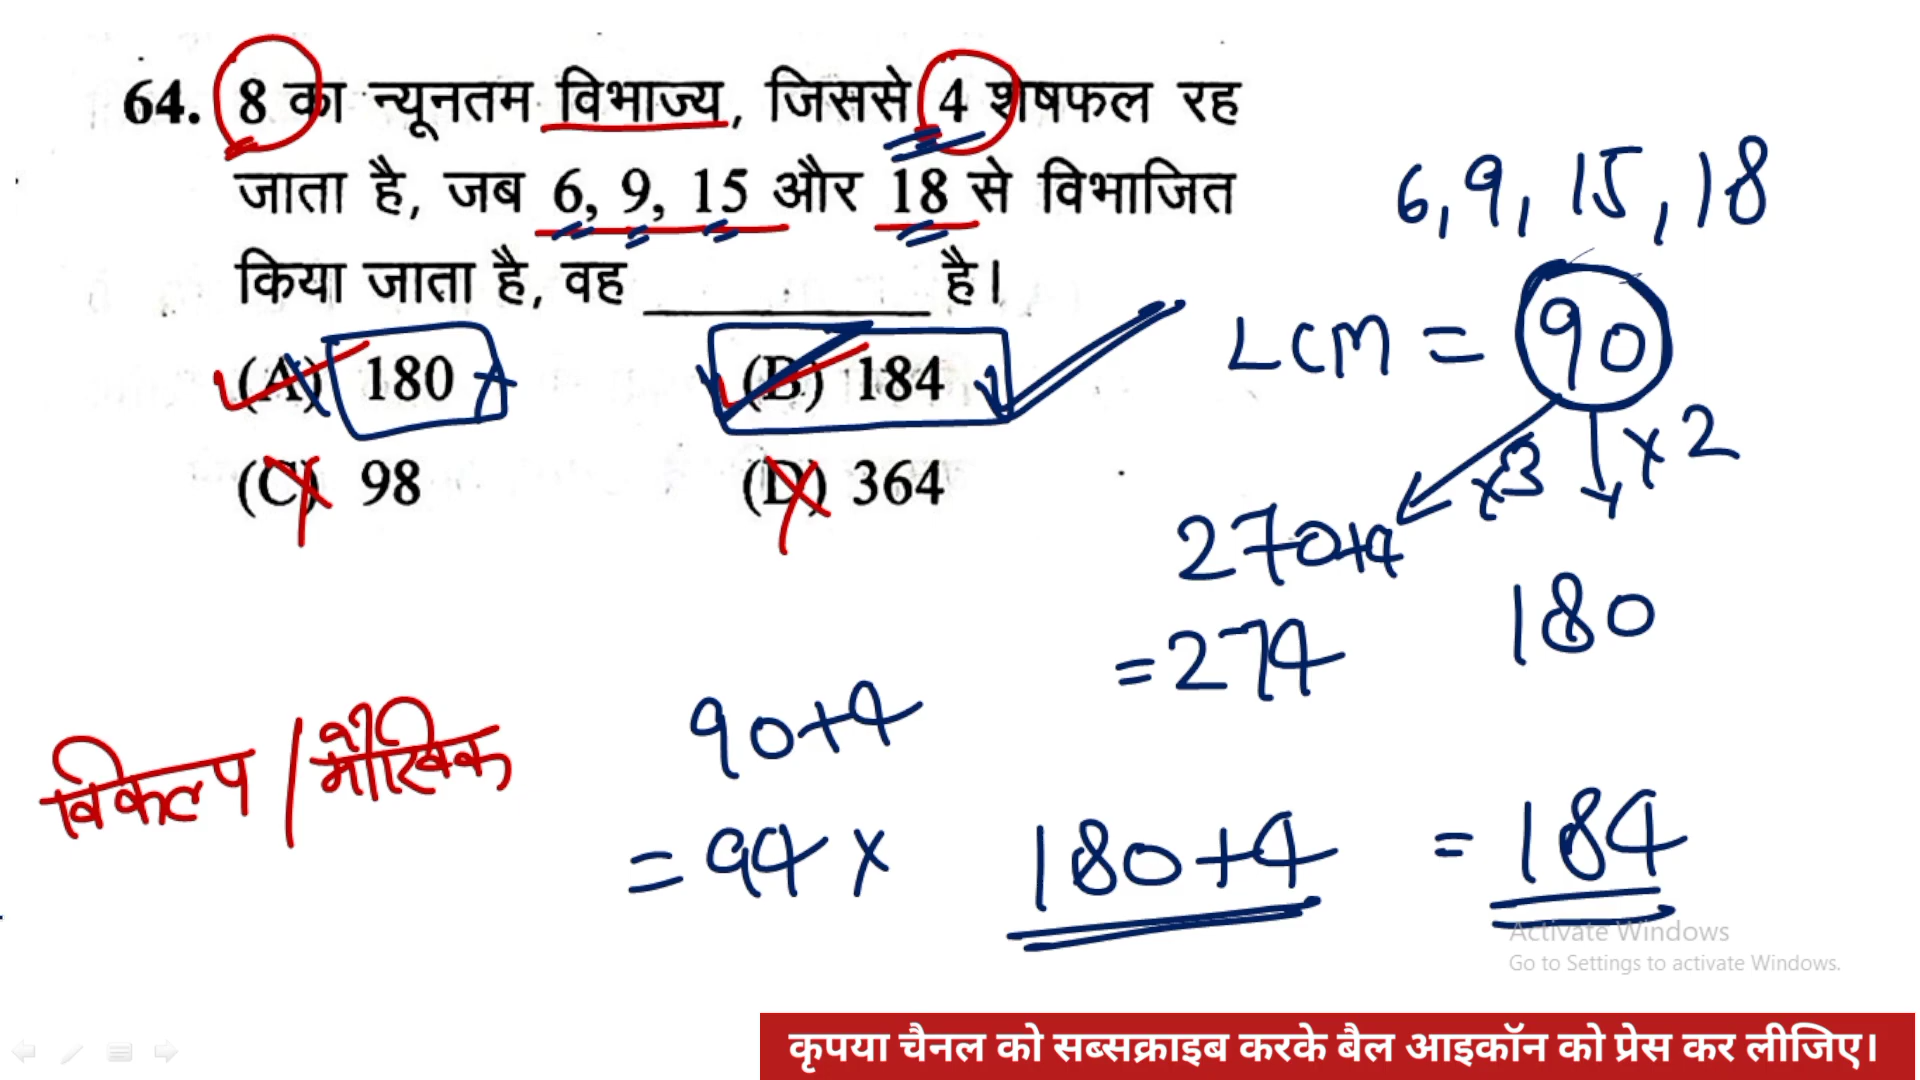 64. 8 का न्यूनतम विभाज्य, जिससे 4 शेषफल रह
जाता है, जब 6, 9, 15 और 18 से विभाजित
किया जाता है, वह __________ है।
(A) 180 (B) 184
(C) 98 (D) 364
6, 9, 15, 18
LCM = 90
×3 ×2
270+4
= 274
180
विकल्प / मौखिक
90+4
= 94 ×
180+4 = 184
Activate Windows
Go to Settings to activate Windows.
कृपया चैनल को सब्सक्राइब करके बैल आइकॉन को प्रेस कर लीजिए।